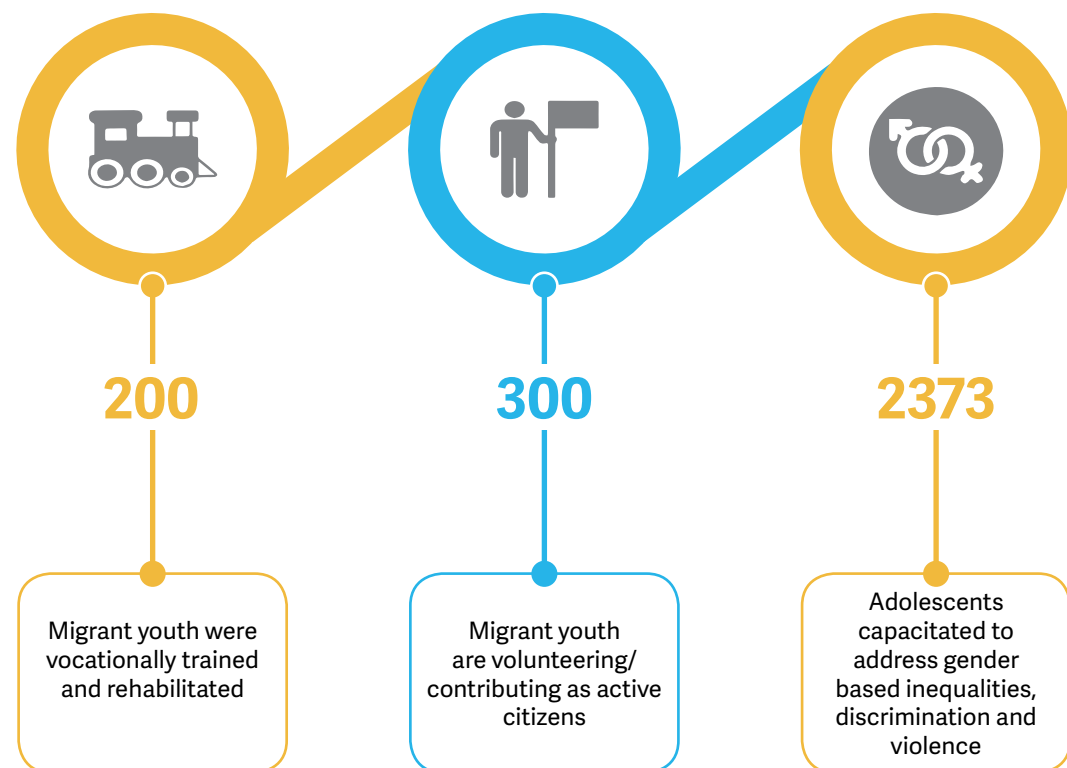 200
Migrant youth were
vocationally trained
and rehabilitated
300
Migrant youth
are volunteering/
contributing as active
citizens
2373
Adolescents
capacitated to
address gender
based inequalities,
discrimination and
violence